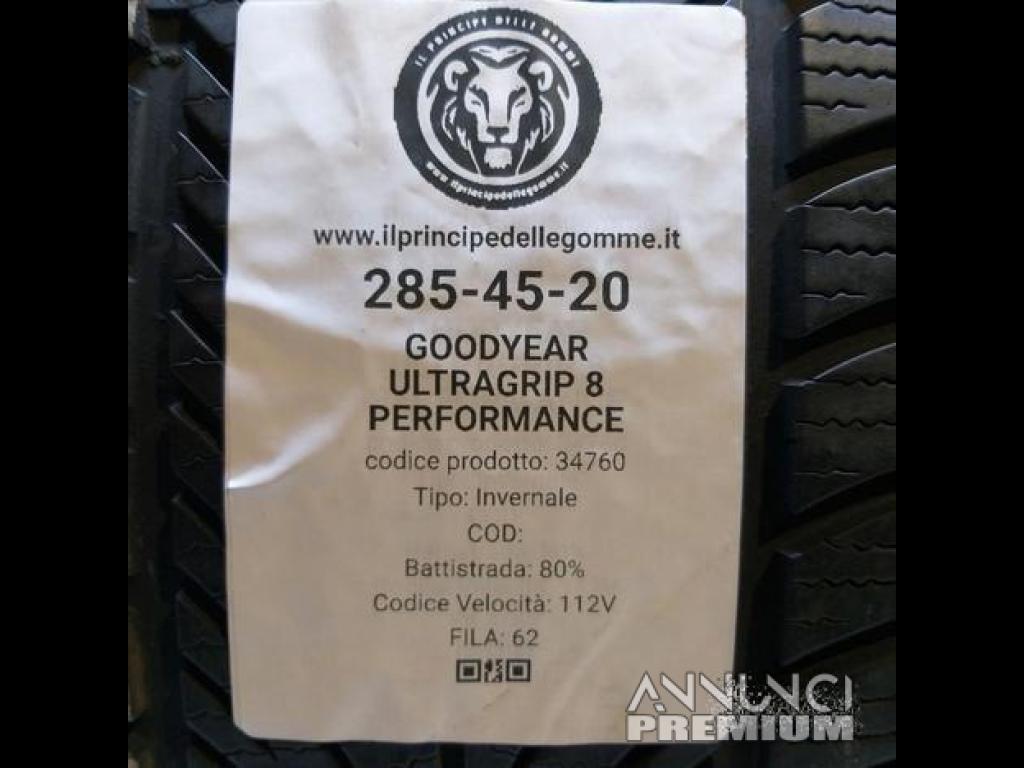 IL PRINCIPE DELLE GOMME
www.ilprincipedellegomme.it
www.ilprincipedellegomme.it
285-45-20
GOODYEAR
ULTRAGRIP 8
PERFORMANCE
codice prodotto: 34760
Tipo: Invernale
COD:
Battistrada: 80%
Codice Velocità: 112V
FILA: 62
ANNUNCI
PREMIUM